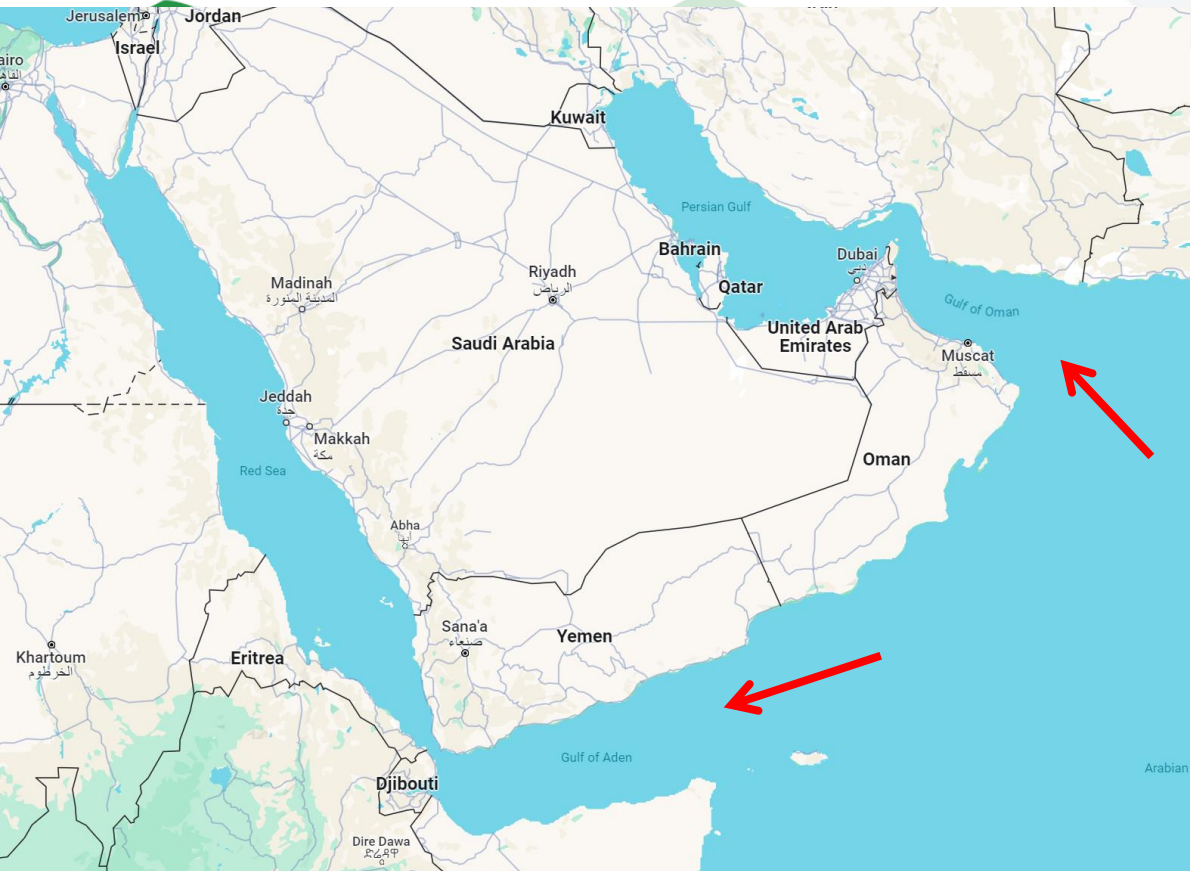 Jerusalem
Jordan
Israel
airo
Kuwait
Persian Gulf
Bahrain
Dubai
دبي
Madinah
المدينة المنورة
Riyadh
الرياض
Qatar
Gulf of Oman
United Arab
Emirates
Saudi Arabia
Muscat
مسقط
Jeddah
جدة
Makkah
مكة
Oman
Red Sea
Abha
أبها
Sana'a
صنعاء
Yemen
Khartoum
الخرطوم
Eritrea
Gulf of Aden
Arabian
Djibouti
Dire Dawa
ድሬዳዋ